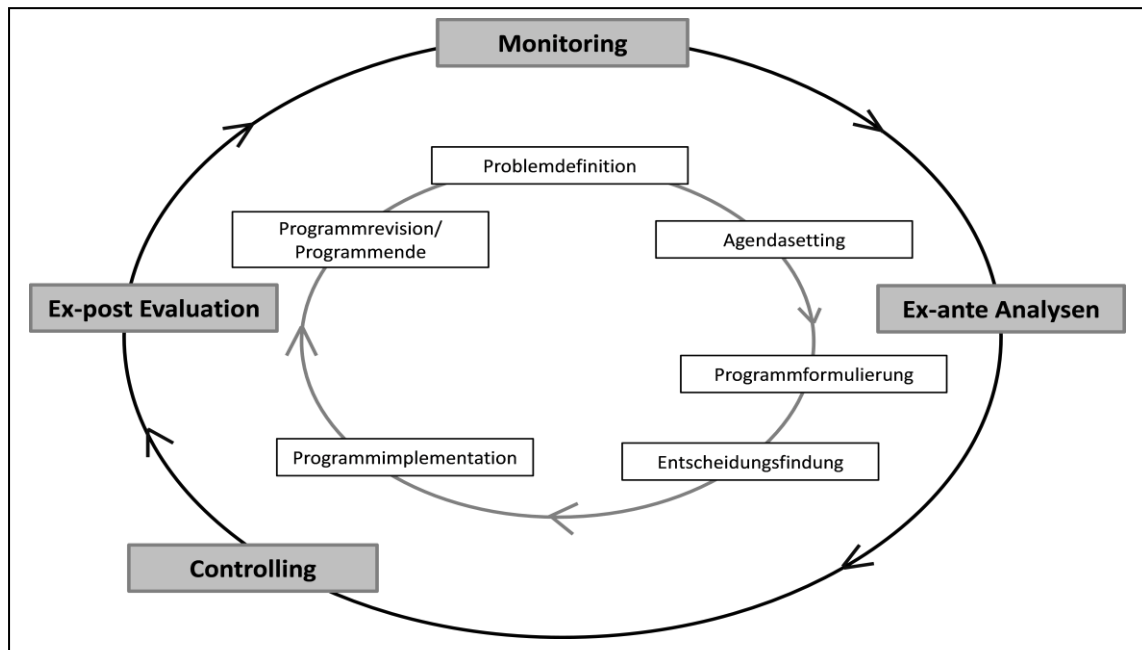 Monitoring
Problemdefinition
Programmrevision/
Programmende
Agendasetting
Ex-post Evaluation
Ex-ante Analysen
Programmformulierung
Programmimplementation
Entscheidungsfindung
Controlling